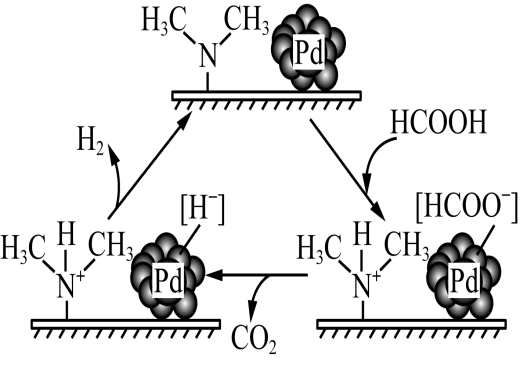 H₃C CH₃
N Pd
HCOOH
H₂
[H⁻] [HCOO⁻]
H₃C H CH₃ H₃C H CH₃
N⁺ Pd N⁺ Pd
CO₂